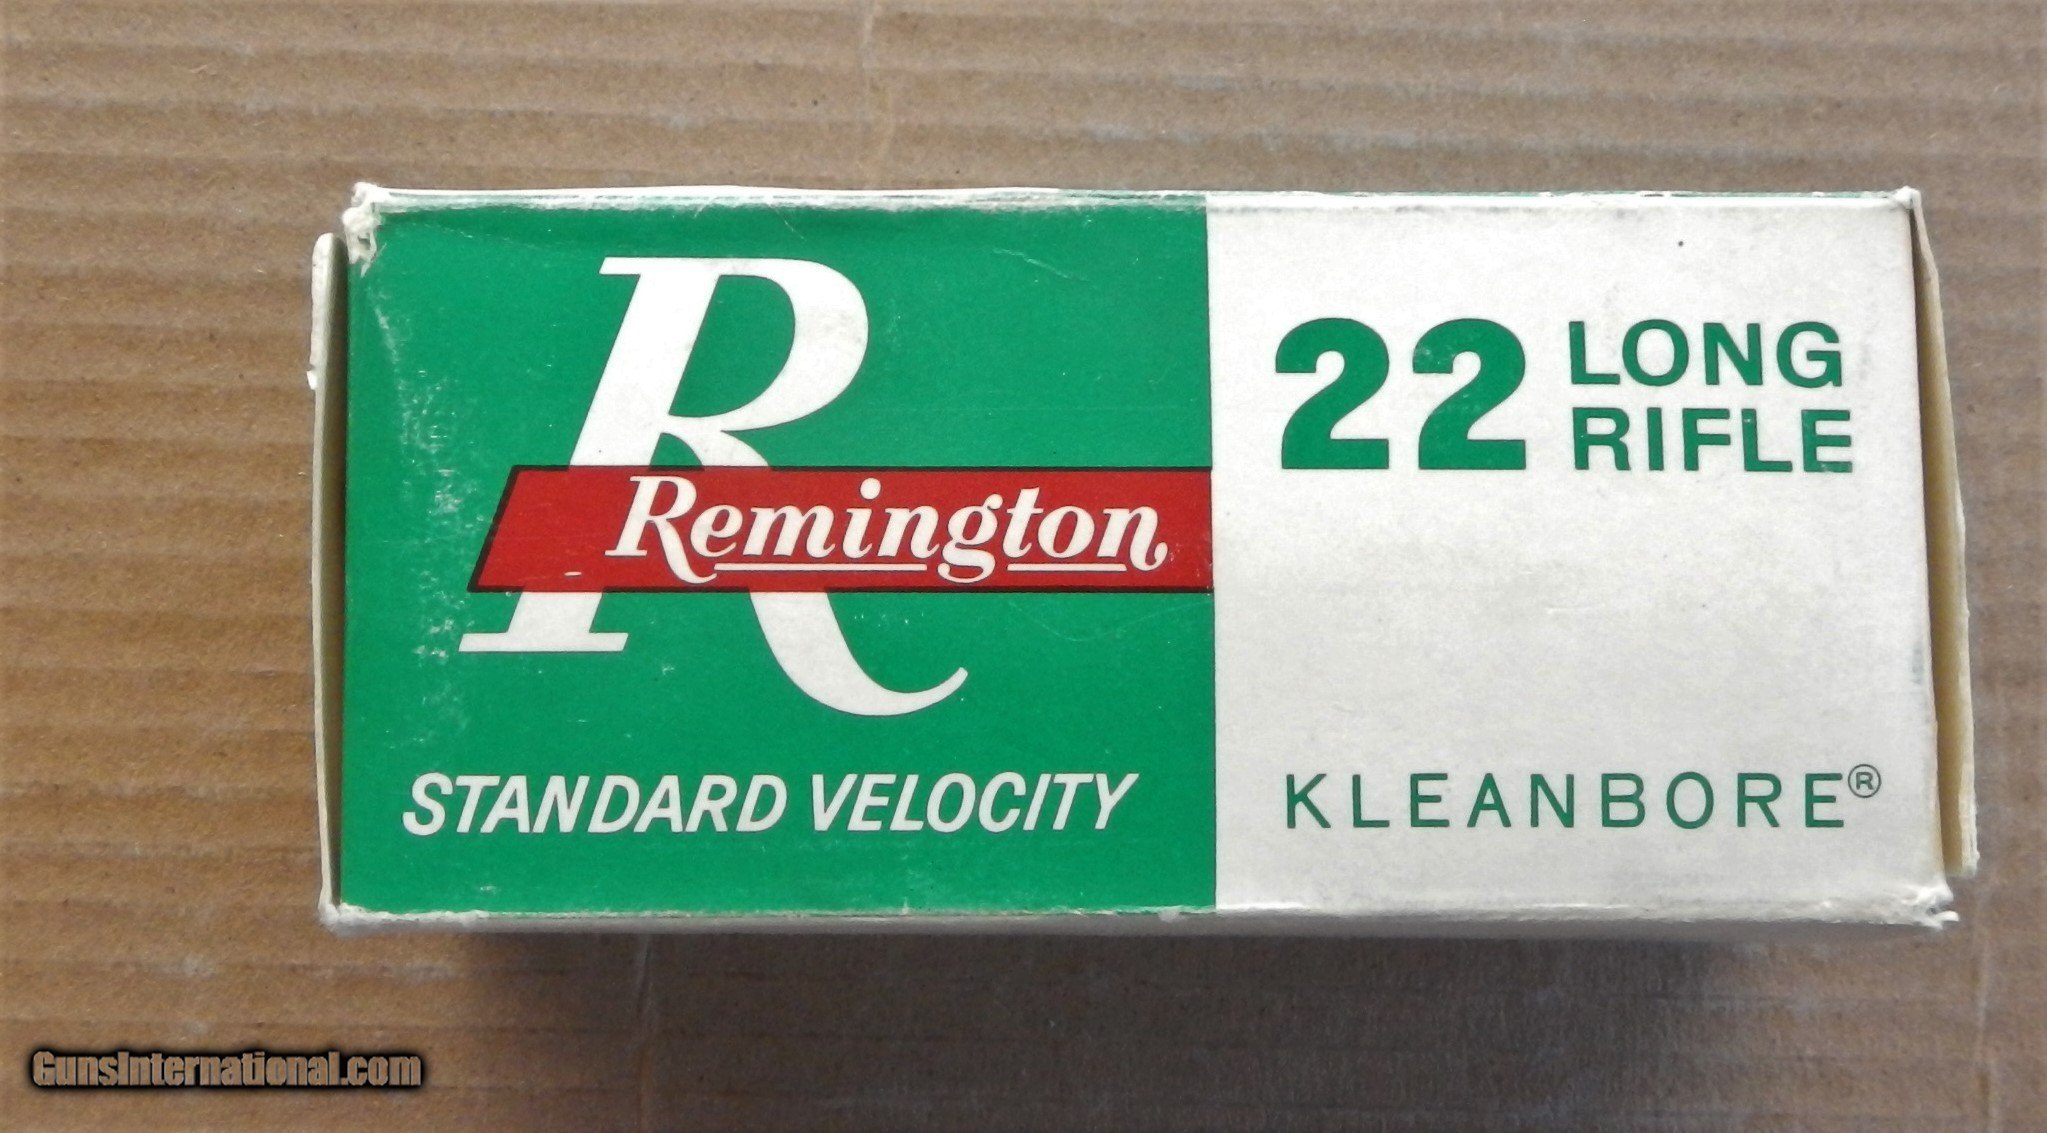 R
Remington
STANDARD VELOCITY
22 LONG
RIFLE
KLEANBORE®
GunsInternational.com